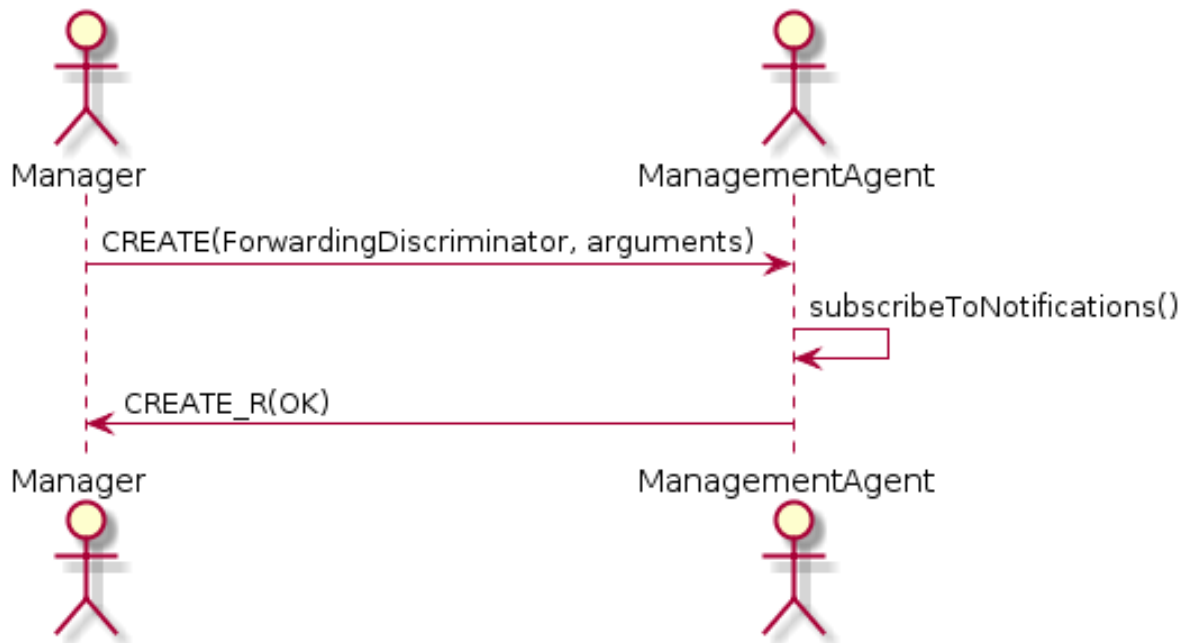 Manager
ManagementAgent
CREATE(ForwardingDiscriminator, arguments)
subscribeToNotifications()
CREATE_R(OK)
Manager
ManagementAgent